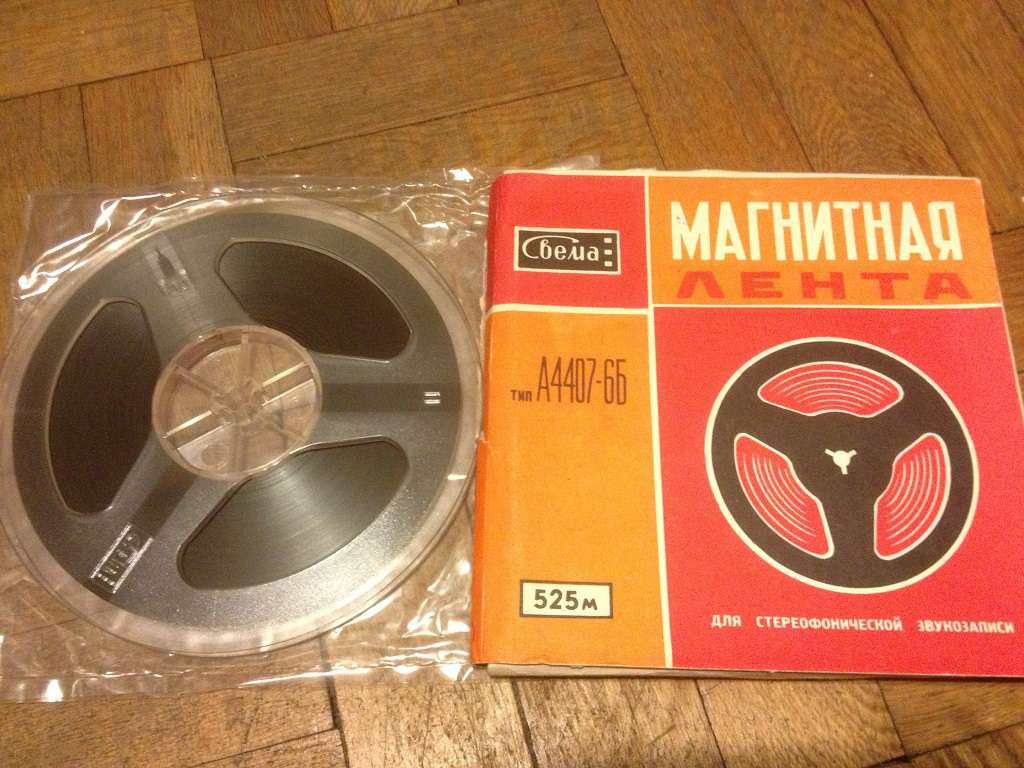 Свема
МАГНИТНАЯ
ЛЕНТА
ТИП А4407-6Б
525м
ДЛЯ СТЕРЕОФОНИЧЕСКОЙ ЗВУКОЗАПИСИ